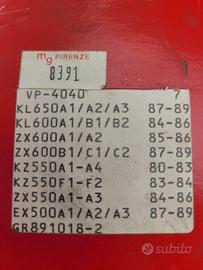 mg FIRENZE
8391
VP-4040 7
KL650A1/A2/A3 87-89
KL600A1/B1/B2 84-86
ZX600A1/A2 85-86
ZX600B1/C1/C2 87-89
KZ550A1-A4 80-83
KZ550F1-F2 83-84
ZX550A1-A3 84-86
EX500A1/A2/A3 87-89
GR891018-2
subito